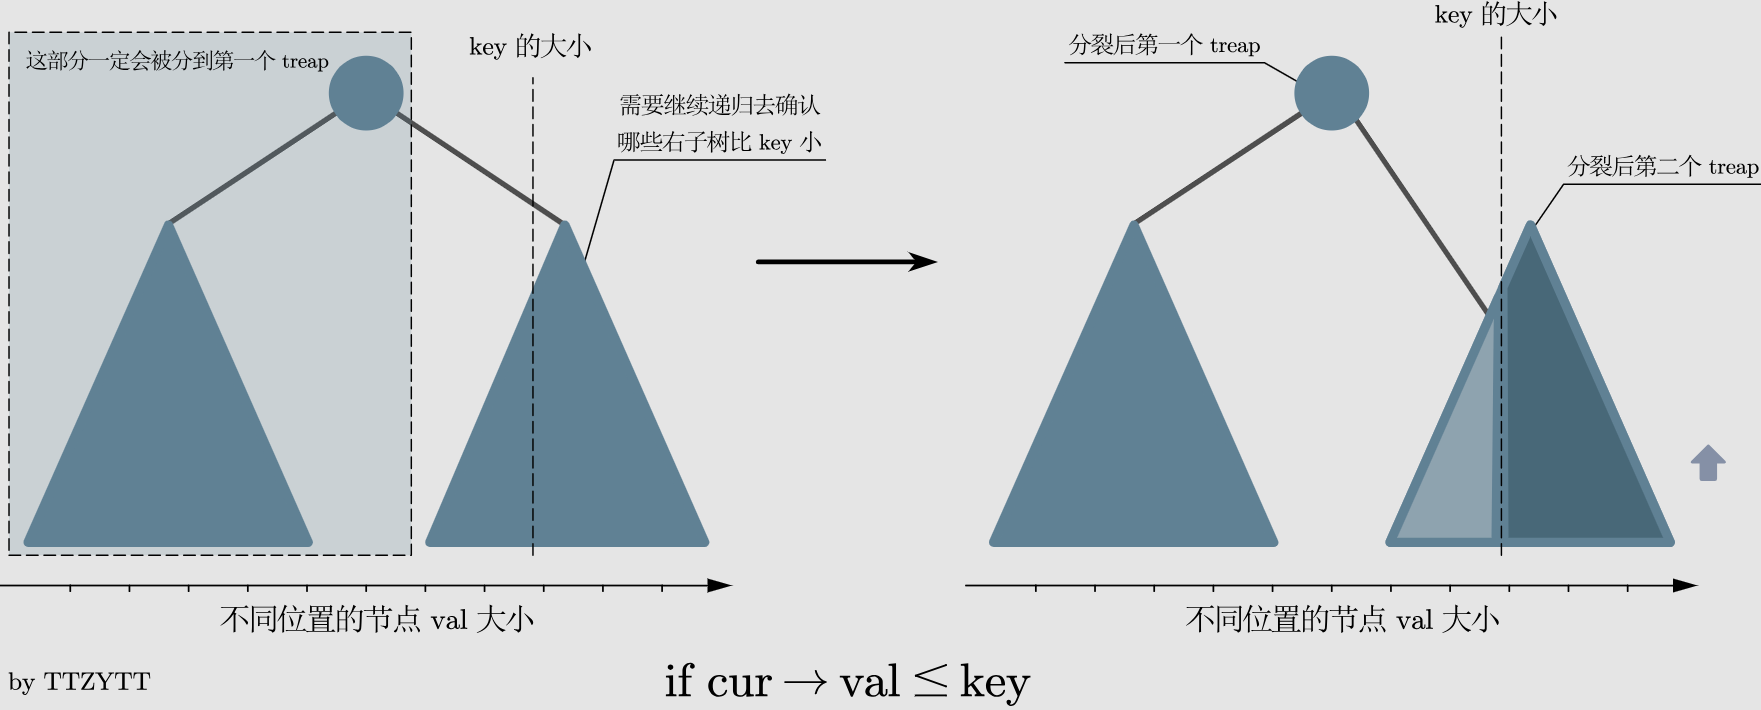 这部分一定会被分到第一个 treap
key 的大小
需要继续递归去确认
哪些右子树比 key 小
不同位置的节点 val 大小
key 的大小
分裂后第一个 treap
分裂后第二个 treap
不同位置的节点 val 大小
by TTZYTT
if cur → val ≤ key